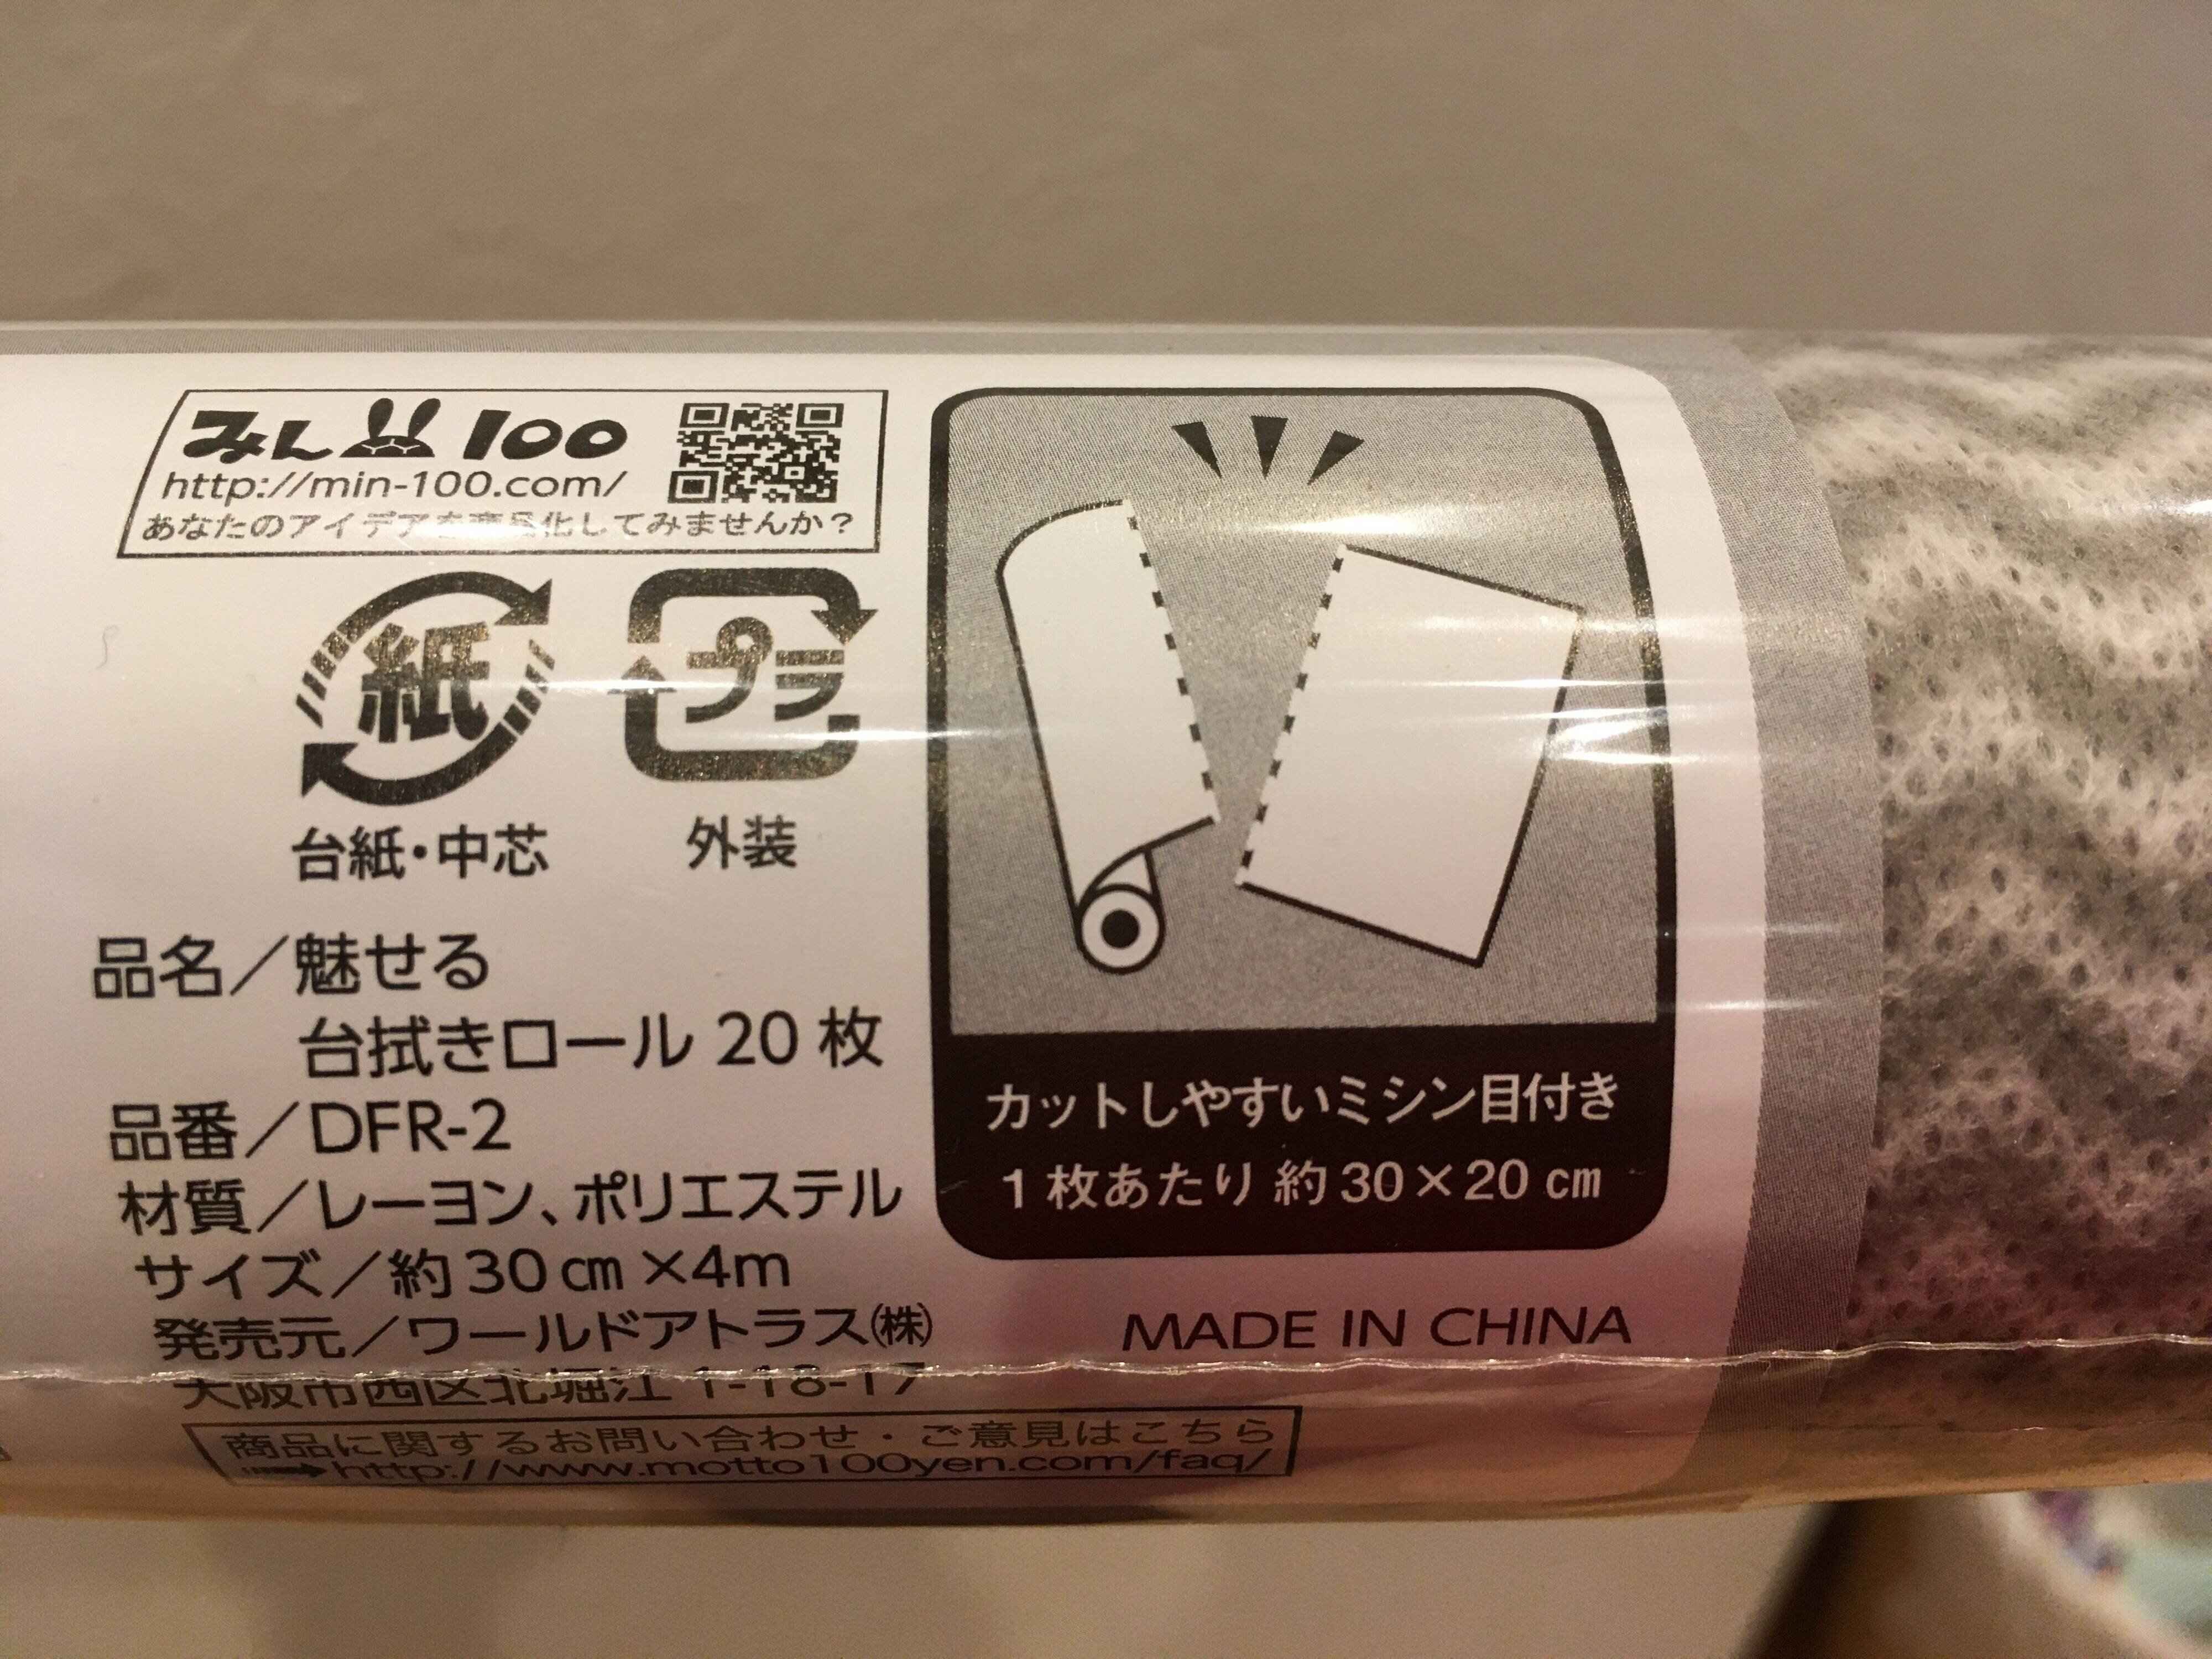 みん100
http://min-100.com/
あなたのアイデアを商品化してみませんか？
紙
プラ
台紙・中芯
外装
品名／魅せる
台拭きロール 20 枚
品番／DFR-2
材質／レーヨン、ポリエステル
サイズ／約30㎝×4m
発売元／ワールドアトラス㈱
大阪市西区北堀江 1-18-17
商品に関するお問い合わせ・ご意見はこちら
http://www.motto100yen.com/faq/
カットしやすいミシン目付き
1 枚あたり 約 30×20 ㎝
MADE IN CHINA